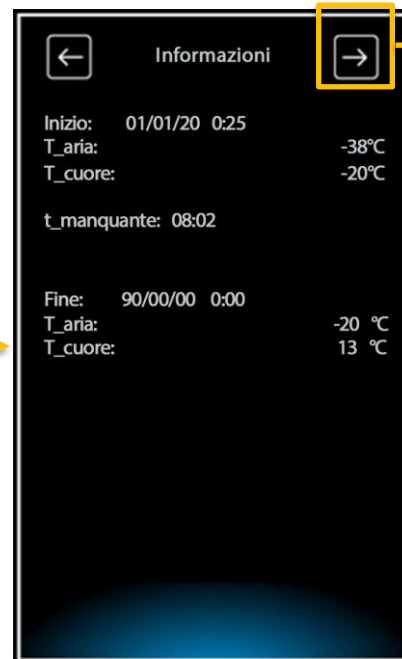 Informazioni
Inizio: 01/01/20 0:25
T_aria: -38°C
T_cuore: -20°C
t_manquante: 08:02
Fine: 90/00/00 0:00
T_aria: -20 °C
T_cuore: 13 °C